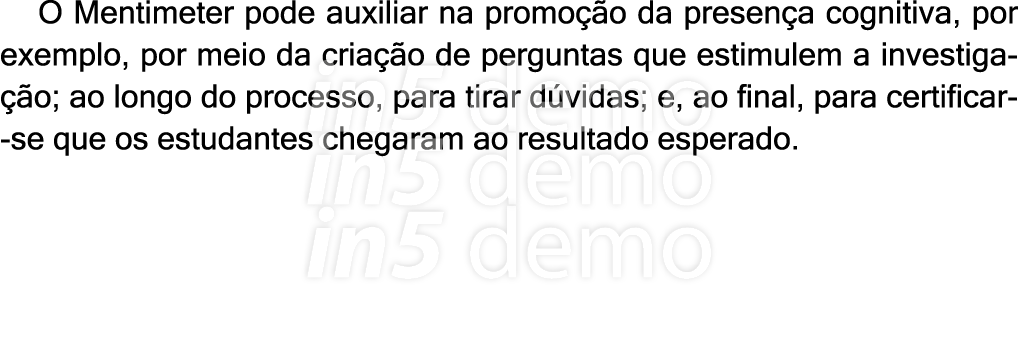 O Mentimeter pode auxiliar na promoção da presença cognitiva, por
exemplo, por meio da criação de perguntas que estimulem a investiga-
ção; ao longo do processo, para tirar dúvidas; e, ao final, para certificar-
-se que os estudantes chegaram ao resultado esperado.
in5 demo
in5 demo
in5 demo